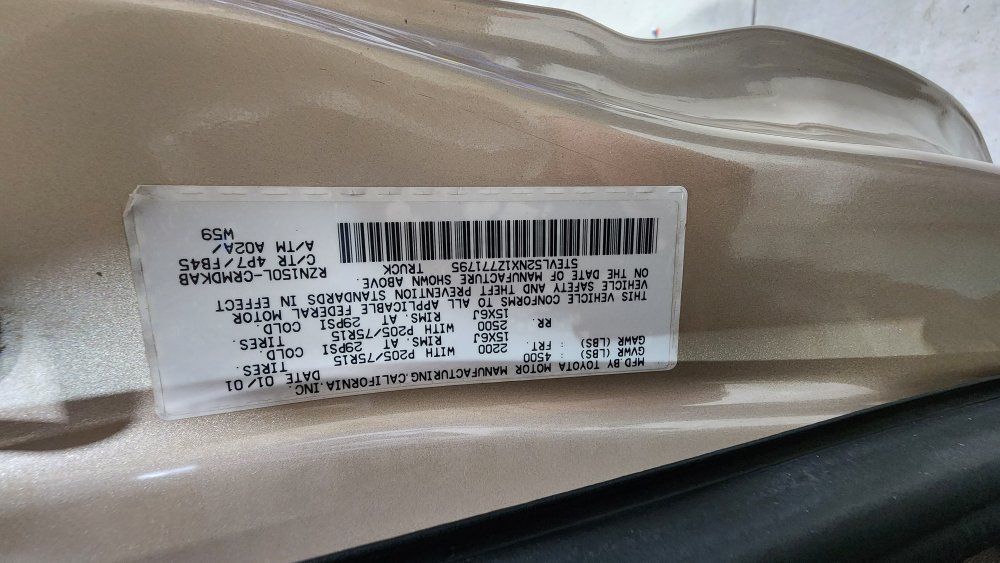 MFD BY TOYOTA MOTOR MANUFACTURING,CALIFORNIA,INC. DATE 01/01
GVWR (LBS) : 4500
GAWR (LBS) : FRT. 2200 WITH P205/75R15 TIRES.
15X6J RIMS. AT 29PSI COLD.
RR. 2500 WITH P205/75R15 TIRES.
15X6J RIMS. AT 29PSI COLD.
THIS VEHICLE CONFORMS TO ALL APPLICABLE FEDERAL MOTOR
VEHICLE SAFETY AND THEFT PREVENTION STANDARDS IN EFFECT
ON THE DATE OF MANUFACTURE SHOWN ABOVE.
5TEVL52NX1Z771795 TRUCK RZN150L-CRMDKAB
C/TR 4P7/FB45
A/TM A02A/
W59